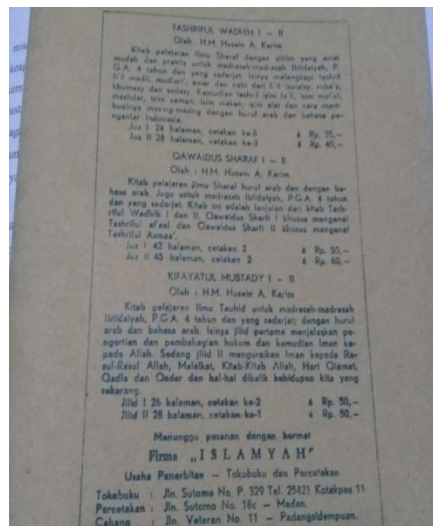 TASHRIFUL WADHIH I – II
Oleh : H.M. Husein A. Karim
Kitab pelajaran Ilmu Sharaf dengan sistim yang amat
mudah dan praktis untuk madrasah-madrasah Ibtidaiyah, P.
G.A. 4 tahun dan yang sederjat. Isinya melengkapi tashrif
fi'il madli, mudlari', amar dan nahi dari fi'il tsulatsy, ruba'y,
khumasy dan sudasy. Kemudian tashrif isim fa'il, isim maf'ul,
mashdar, isim zaman, isim makan, isim alat dan cara mem-
buatnya masing-masing dengan huruf arab dan bahasa pe-
ngantar Indonesia.
Juz I 24 halaman, cetakan ke-6 à Rp. 35,–
Juz II 28 halaman, cetakan ke-3 à Rp. 40,–
QAWAIDUS SHARAF I – II
Oleh : H.M. Husein A. Karim
Kitab pelajaran Ilmu Sharaf huruf arab dan dengan ba-
hasa arab. Juga untuk madrasah Ibtidaiyah, P.G.A. 4 tahun
dan yang sederjat. Kitab ini adalah lanjutan dari kitab Tash-
riful Wadhih I dan II. Qawaidus Sharfi I khusus mengenai
Tashriful af'aal dan Qawaidus Sharfi II khusus mengenai
Tashriful Asmaa'.
Juz I 42 halaman, cetakan 2 à Rp. 50,–
Juz II 45 halaman, cetakan 2 à Rp. 60,–
KIFAYATUL MUBTADY I – II
Oleh : H.M. Husein A. Karim
Kitab pelajaran Ilmu Tauhid untuk madrasah-madrasah
Ibtidaiyah, P.G.A. 4 tahun dan yang sederjat; dengan huruf
arab dan bahasa arab. Isinya jilid pertama menjelaskan pe-
ngertian dan pembahagian hukum dan kemudian Iman ke-
pada Allah. Sedang jilid II menguraikan Iman kepada Ra-
sul-Rasul Allah, Malaikat, Kitab-Kitab Allah, Hari Qiamat,
Qadla dan Qadar dan hal-hal dibalik kehidupan kita yang
sekarang.
Jilid I 26 halaman, cetakan ke-2 à Rp. 50,–
Jilid II 28 halaman, cetakan ke-1 à Rp. 50,–
Menunggu pesanan dengan hormat
Firma „ISLAMYAH"
Usaha Penerbitan – Tokobuku dan Percetakan
Tokobuku : Jln. Sutomo No. P. 329 Tel. 25421 Kotakpos 11
Percetakan : Jln. Sutomo No. 18c – Medan.
Cabang : Jln. Veteran No. 11 – Padangsidempuan.